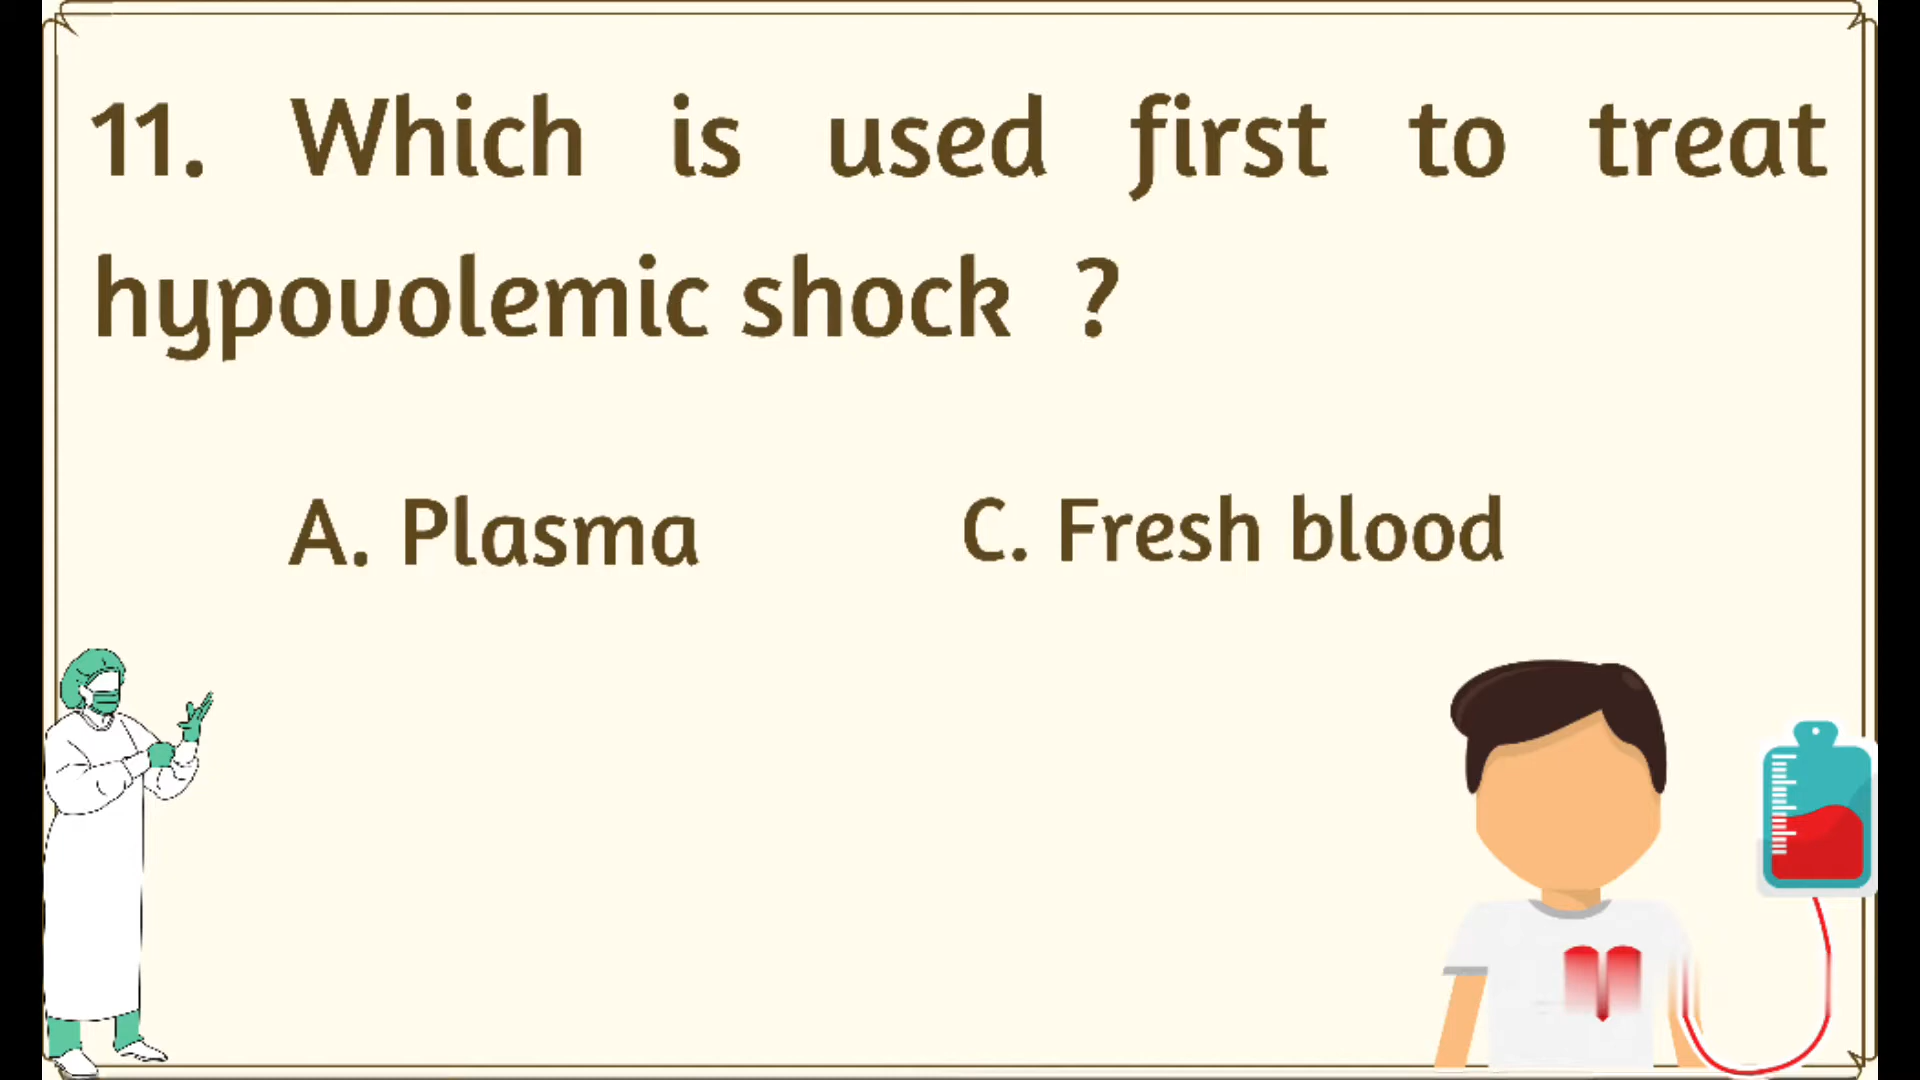 11. Which is used first to treat
hypovolemic shock ?
A. Plasma
C. Fresh blood